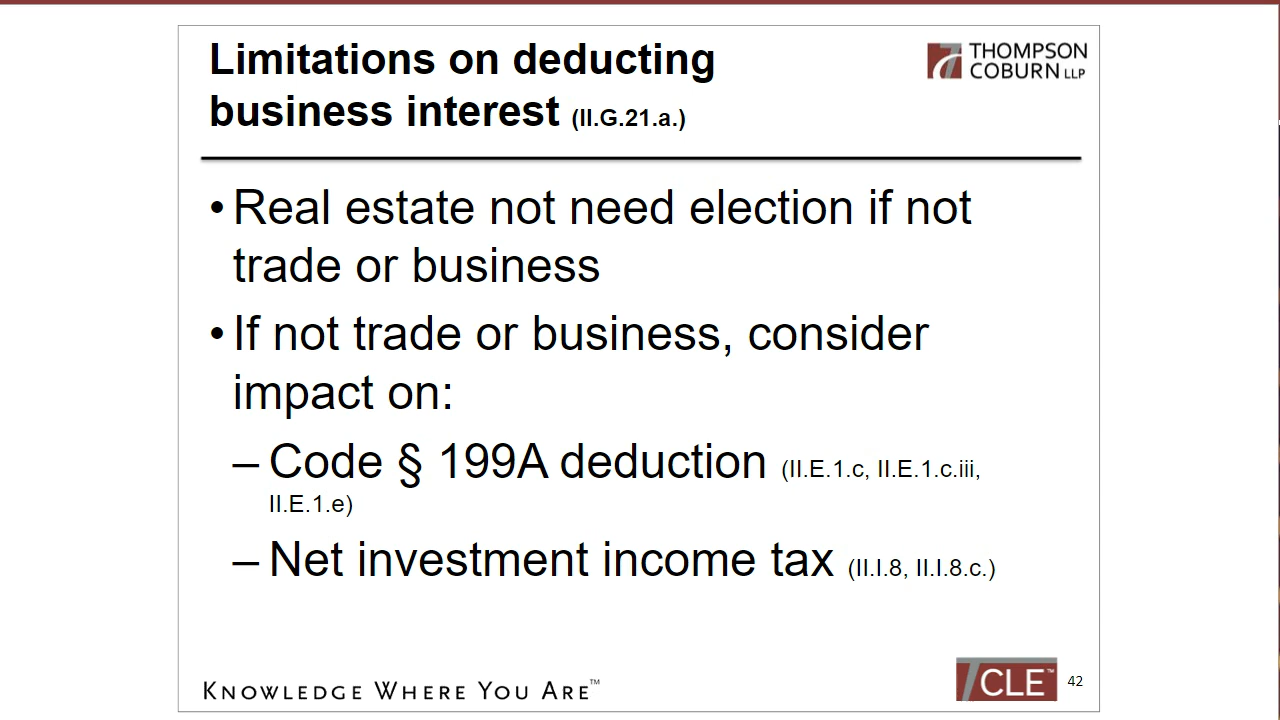 Limitations on deducting
business interest (II.G.21.a.)
THOMPSON
COBURN LLP
•Real estate not need election if not
trade or business
•If not trade or business, consider
impact on:
– Code § 199A deduction (II.E.1.c, II.E.1.c.iii,
II.E.1.e)
– Net investment income tax (II.I.8, II.I.8.c.)
KNOWLEDGE WHERE YOU ARE™
CLE™
42